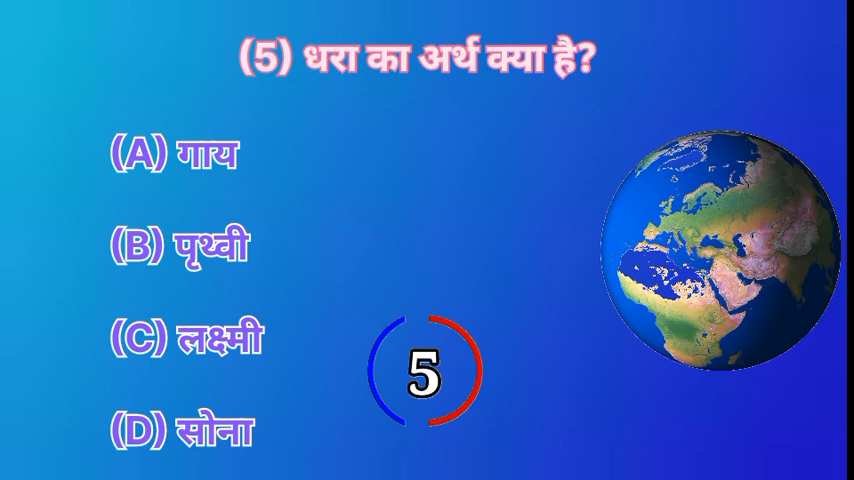 (5) धरा का अर्थ क्या है?
(A) गाय
(B) पृथ्वी
(C) लक्ष्मी
5
(D) सोना